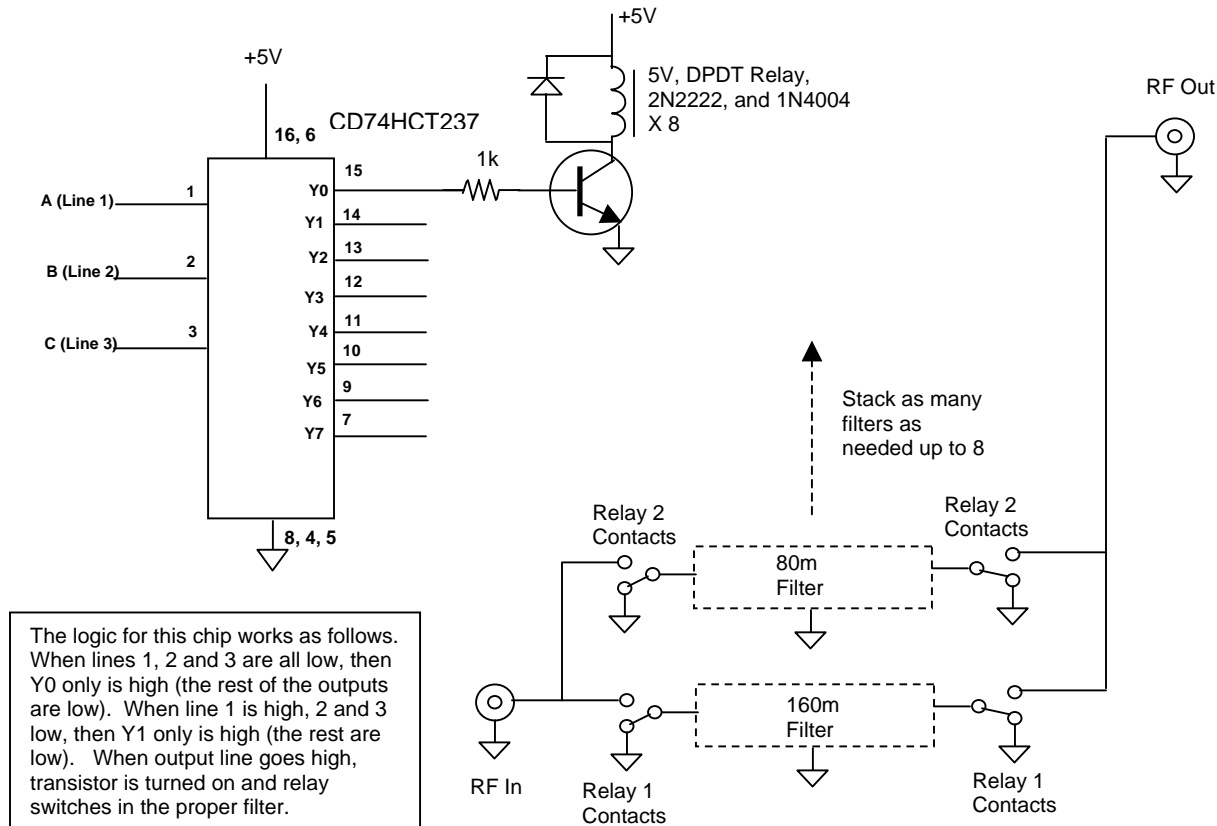 +5V
+5V
5V, DPDT Relay,
2N2222, and 1N4004
X 8
RF Out
16, 6
CD74HCT237
1k
A (Line 1)
1
B (Line 2)
2
C (Line 3)
3
Y0
15
Y1
14
Y2
13
Y3
12
Y4
11
Y5
10
Y6
9
Y7
7
8, 4, 5
Stack as many
filters as
needed up to 8
Relay 2
Contacts
80m
Filter
Relay 2
Contacts
RF In
Relay 1
Contacts
160m
Filter
Relay 1
Contacts
The logic for this chip works as follows.
When lines 1, 2 and 3 are all low, then
Y0 only is high (the rest of the outputs
are low).  When line 1 is high, 2 and 3
low, then Y1 only is high (the rest are
low).   When output line goes high,
transistor is turned on and relay
switches in the proper filter.